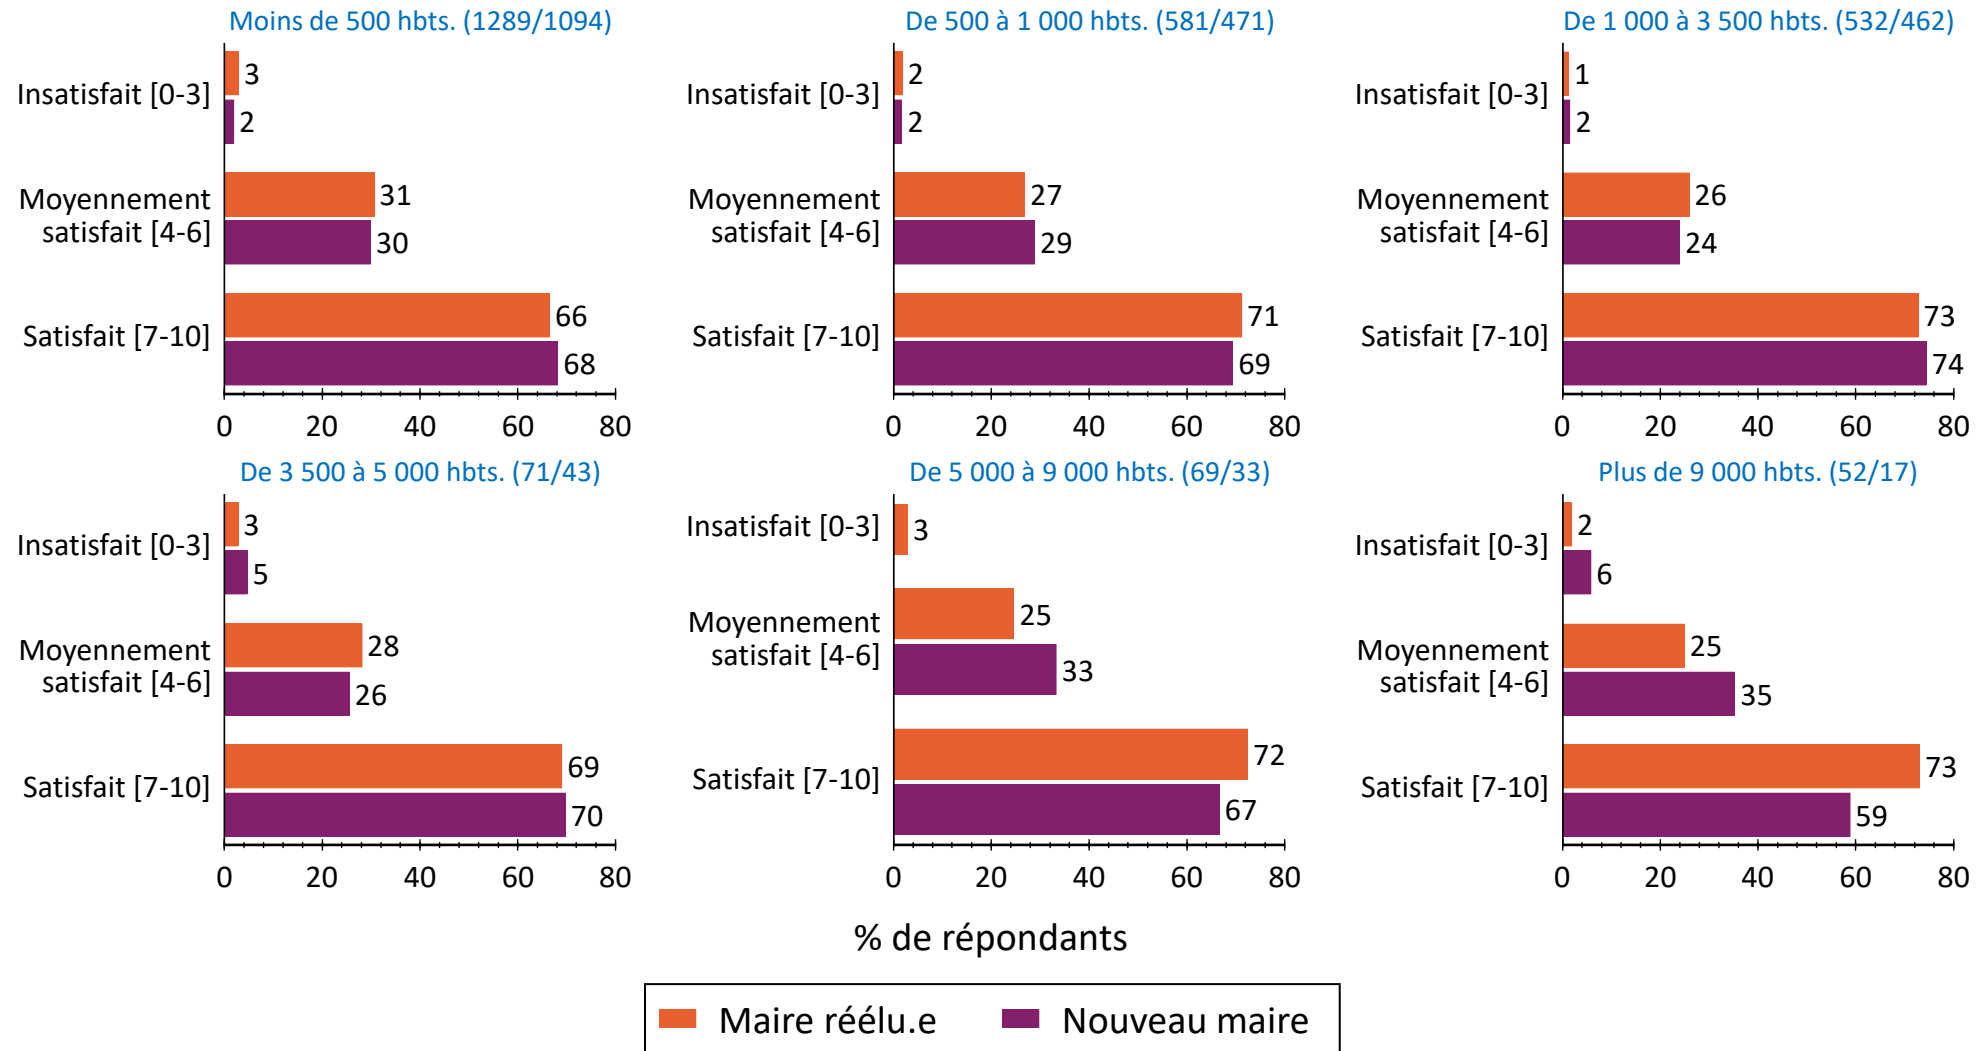 Moins de 500 hbts. (1289/1094)
Insatisfait [0-3]
3
2
Moyennement
satisfait [4-6]
31
30
Satisfait [7-10]
66
68
0 20 40 60 80
De 500 à 1 000 hbts. (581/471)
Insatisfait [0-3]
2
2
Moyennement
satisfait [4-6]
27
29
Satisfait [7-10]
71
69
0 20 40 60 80
De 1 000 à 3 500 hbts. (532/462)
Insatisfait [0-3]
1
2
Moyennement
satisfait [4-6]
26
24
Satisfait [7-10]
73
74
0 20 40 60 80
De 3 500 à 5 000 hbts. (71/43)
Insatisfait [0-3]
3
5
Moyennement
satisfait [4-6]
28
26
Satisfait [7-10]
69
70
0 20 40 60 80
De 5 000 à 9 000 hbts. (69/33)
Insatisfait [0-3]
3
Moyennement
satisfait [4-6]
25
33
Satisfait [7-10]
72
67
0 20 40 60 80
Plus de 9 000 hbts. (52/17)
Insatisfait [0-3]
2
6
Moyennement
satisfait [4-6]
25
35
Satisfait [7-10]
73
59
0 20 40 60 80
% de répondants
Maire réélu.e Nouveau maire